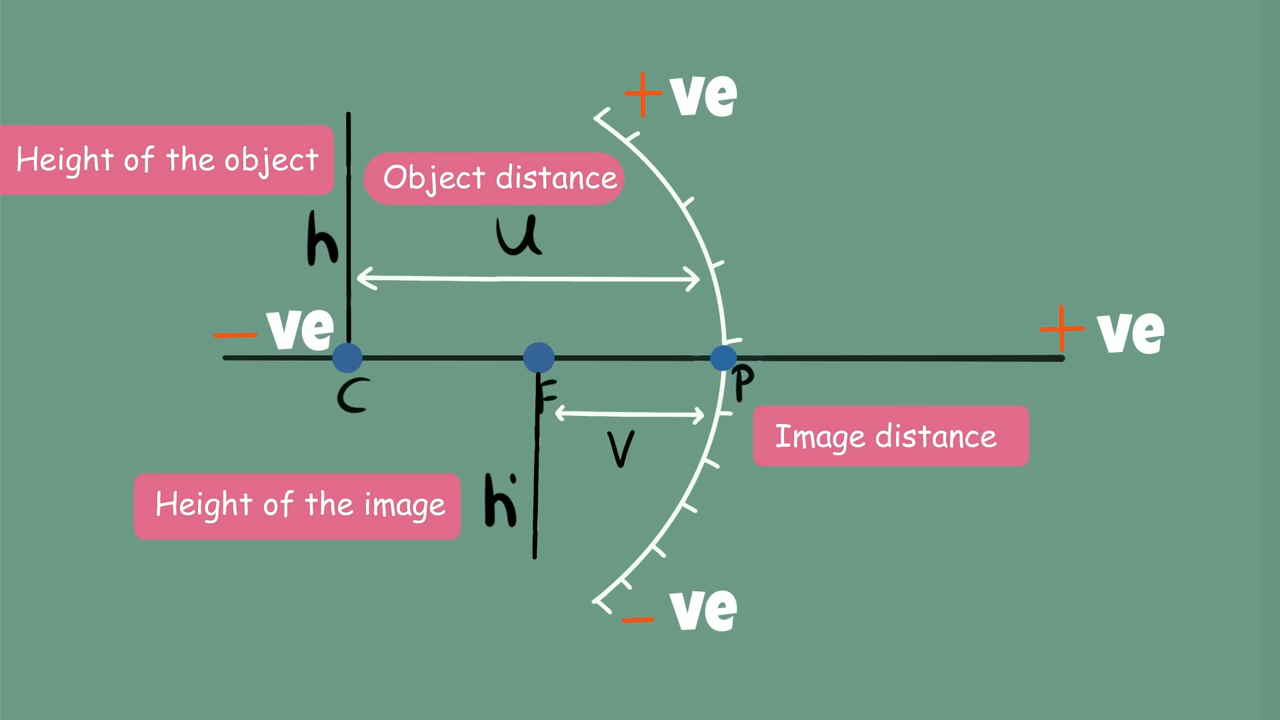 +ve
Height of the object
Object distance
h
u
- ve
+ ve
C
F
P
V
Image distance
Height of the image
h'
- ve